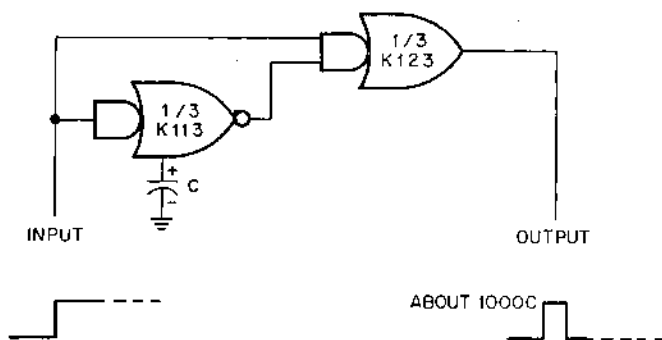 1/3
K123
1/3
K113
+
C
-
INPUT
OUTPUT
ABOUT 1000C